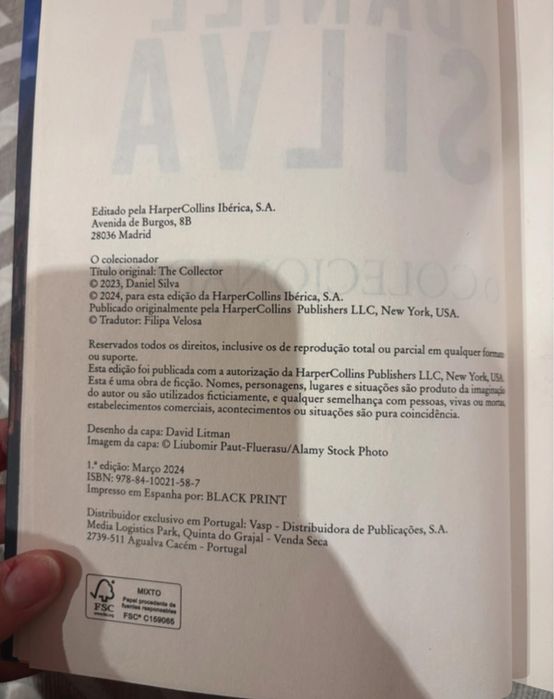 DANIEL
SILVA
Editado pela HarperCollins Ibérica, S.A.
Avenida de Burgos, 8B
28036 Madrid
O COLECIONADOR
O colecionador
Título original: The Collector
© 2023, Daniel Silva
© 2024, para esta edição da HarperCollins Ibérica, S.A.
Publicado originalmente pela HarperCollins Publishers LLC, New York, USA.
© Tradutor: Filipa Velosa
Reservados todos os direitos, inclusive os de reprodução total ou parcial em qualquer formato
ou suporte.
Esta edição foi publicada com a autorização da HarperCollins Publishers LLC, New York, USA.
Esta é uma obra de ficção. Nomes, personagens, lugares e situações são produto da imaginação
do autor ou são utilizados ficticiamente, e qualquer semelhança com pessoas, vivas ou mortas,
estabelecimentos comerciais, acontecimentos ou situações são pura coincidência.
Desenho da capa: David Litman
Imagem da capa: © Liubomir Paut-Fluerasu/Alamy Stock Photo
1.ª edição: Março 2024
ISBN: 978-84-10021-58-7
Impresso em Espanha por: BLACK PRINT
Distribuidor exclusivo em Portugal: Vasp - Distribuidora de Publicações, S.A.
Media Logistics Park, Quinta do Grajal - Venda Seca
2739-511 Agualva Cacém - Portugal
FSC
MIXTO
Papel procedente de
fuentes responsables
FSC® C159065